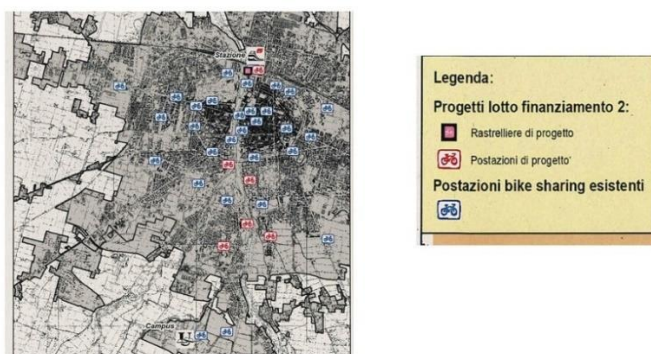 Stazione
Campus
U
Legenda:
Progetti lotto finanziamento 2:
Rastrelliere di progetto
Postazioni di progetto
Postazioni bike sharing esistenti